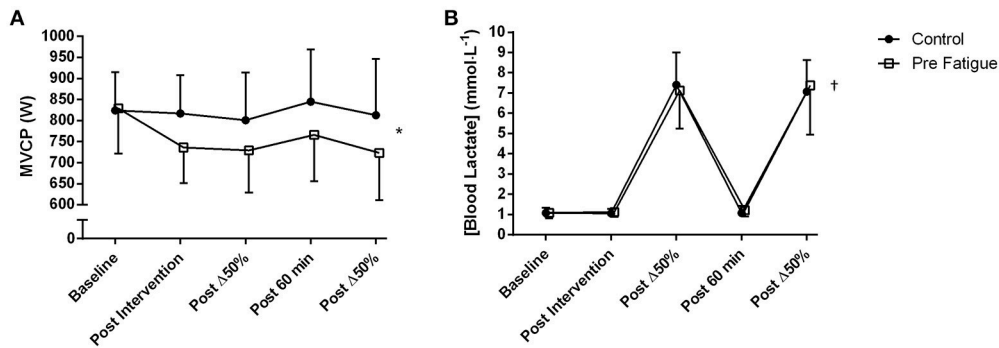 A
MVCP (W)
1000
950
900
850
800
750
700
650
600
0
*
Baseline
Post Intervention
Post Δ50%
Post 60 min
Post Δ50%
B
[Blood Lactate] (mmol·L-1)
10
9
8
7
6
5
4
3
2
1
0
†
Baseline
Post Intervention
Post Δ50%
Post 60 min
Post Δ50%
Control
Pre Fatigue